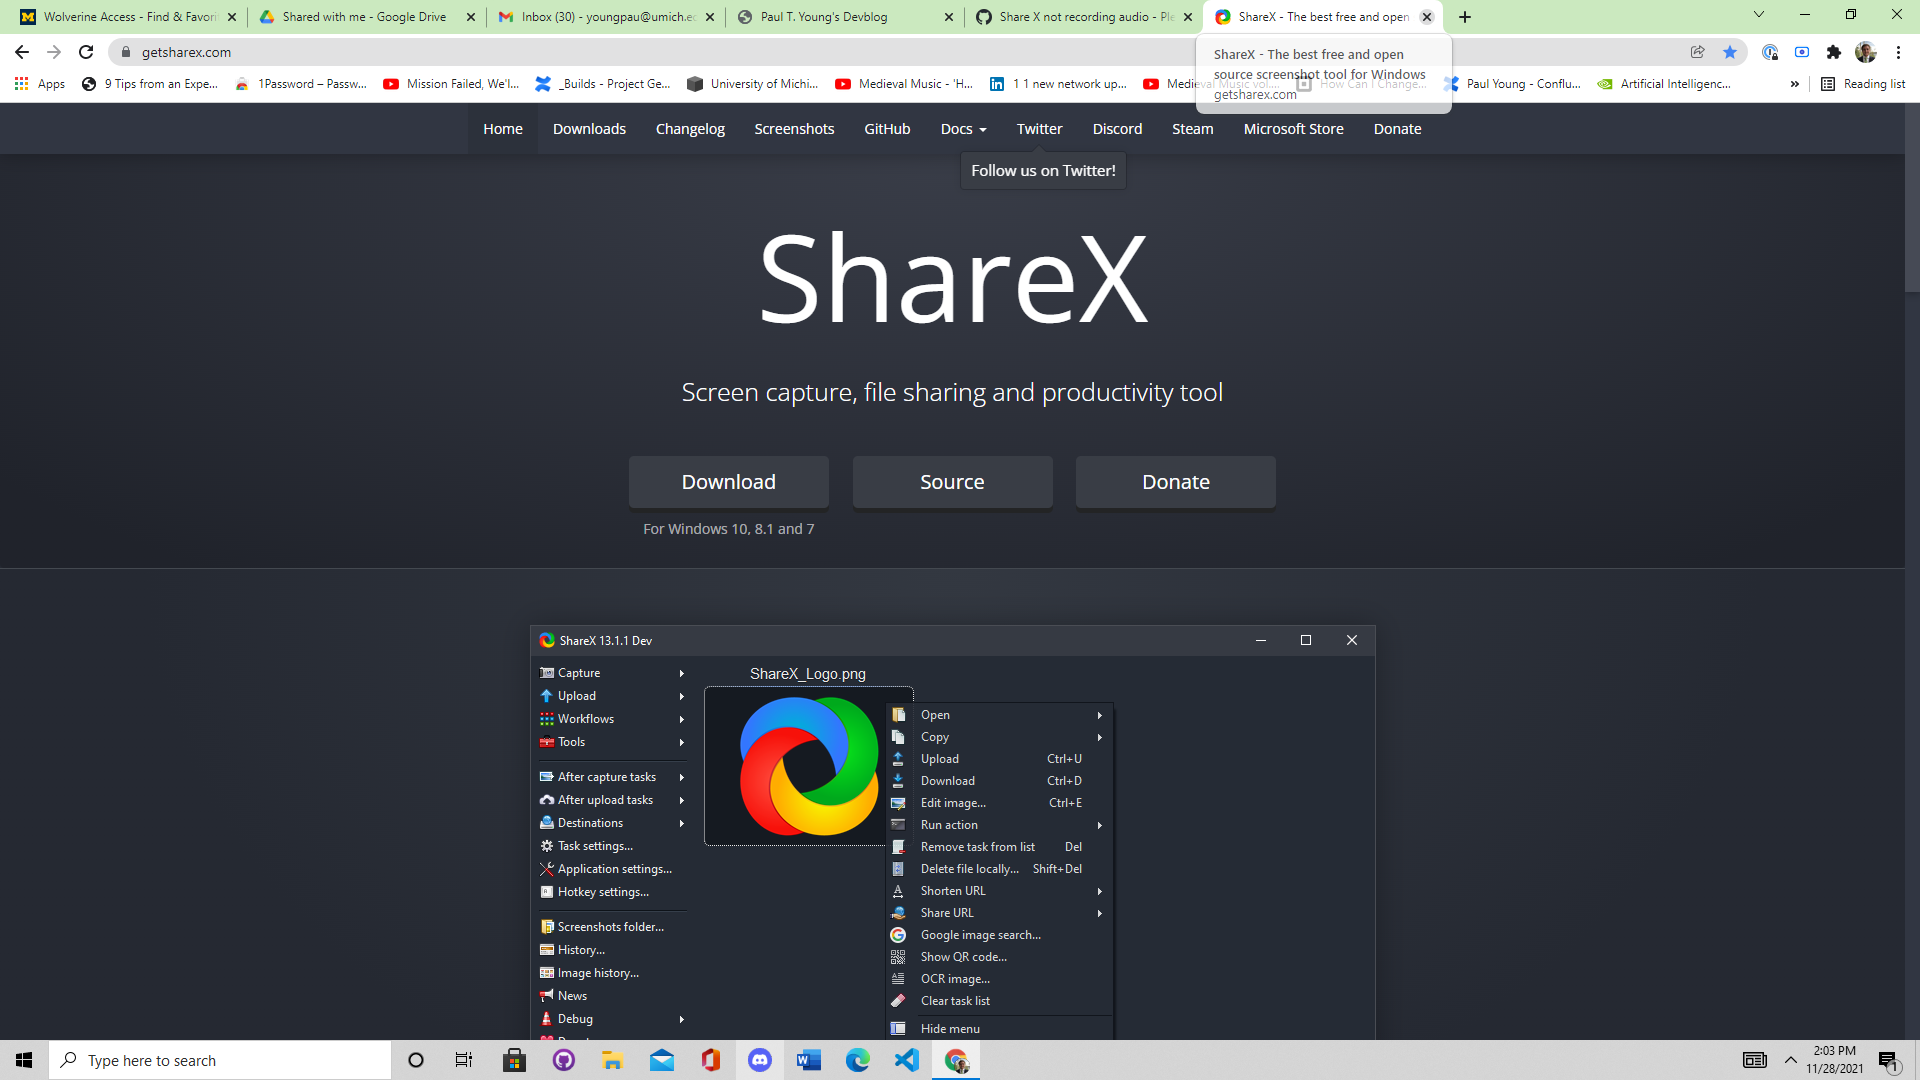 Wolverine Access - Find & Favori
Shared with me - Google Drive
Inbox (30) - youngpau@umich.ed
Paul T. Young's Devblog
Share X not recording audio - Ple
ShareX - The best free and open
getsharex.com
ShareX - The best free and open
source screenshot tool for Windows
getsharex.com
Apps
9 Tips from an Expe...
1Password – Passw...
Mission Failed, We'l...
_Builds - Project Ge...
University of Michi...
Medieval Music - 'H...
1 1 new network up...
Medieval Music vol....
How Can I Change...
Paul Young - Conflu...
Artificial Intelligenc...
»
Reading list
Home
Downloads
Changelog
Screenshots
GitHub
Docs
Twitter
Discord
Steam
Microsoft Store
Donate
Follow us on Twitter!
ShareX
Screen capture, file sharing and productivity tool
Download
Source
Donate
For Windows 10, 8.1 and 7
ShareX 13.1.1 Dev
Capture
Upload
Workflows
Tools
After capture tasks
After upload tasks
Destinations
Task settings...
Application settings...
Hotkey settings...
Screenshots folder...
History...
Image history...
News
Debug
ShareX_Logo.png
Open
Copy
Upload Ctrl+U
Download Ctrl+D
Edit image... Ctrl+E
Run action
Remove task from list Del
Delete file locally... Shift+Del
Shorten URL
Share URL
Google image search...
Show QR code...
OCR image...
Clear task list
Hide menu
Type here to search
2:03 PM
11/28/2021
1